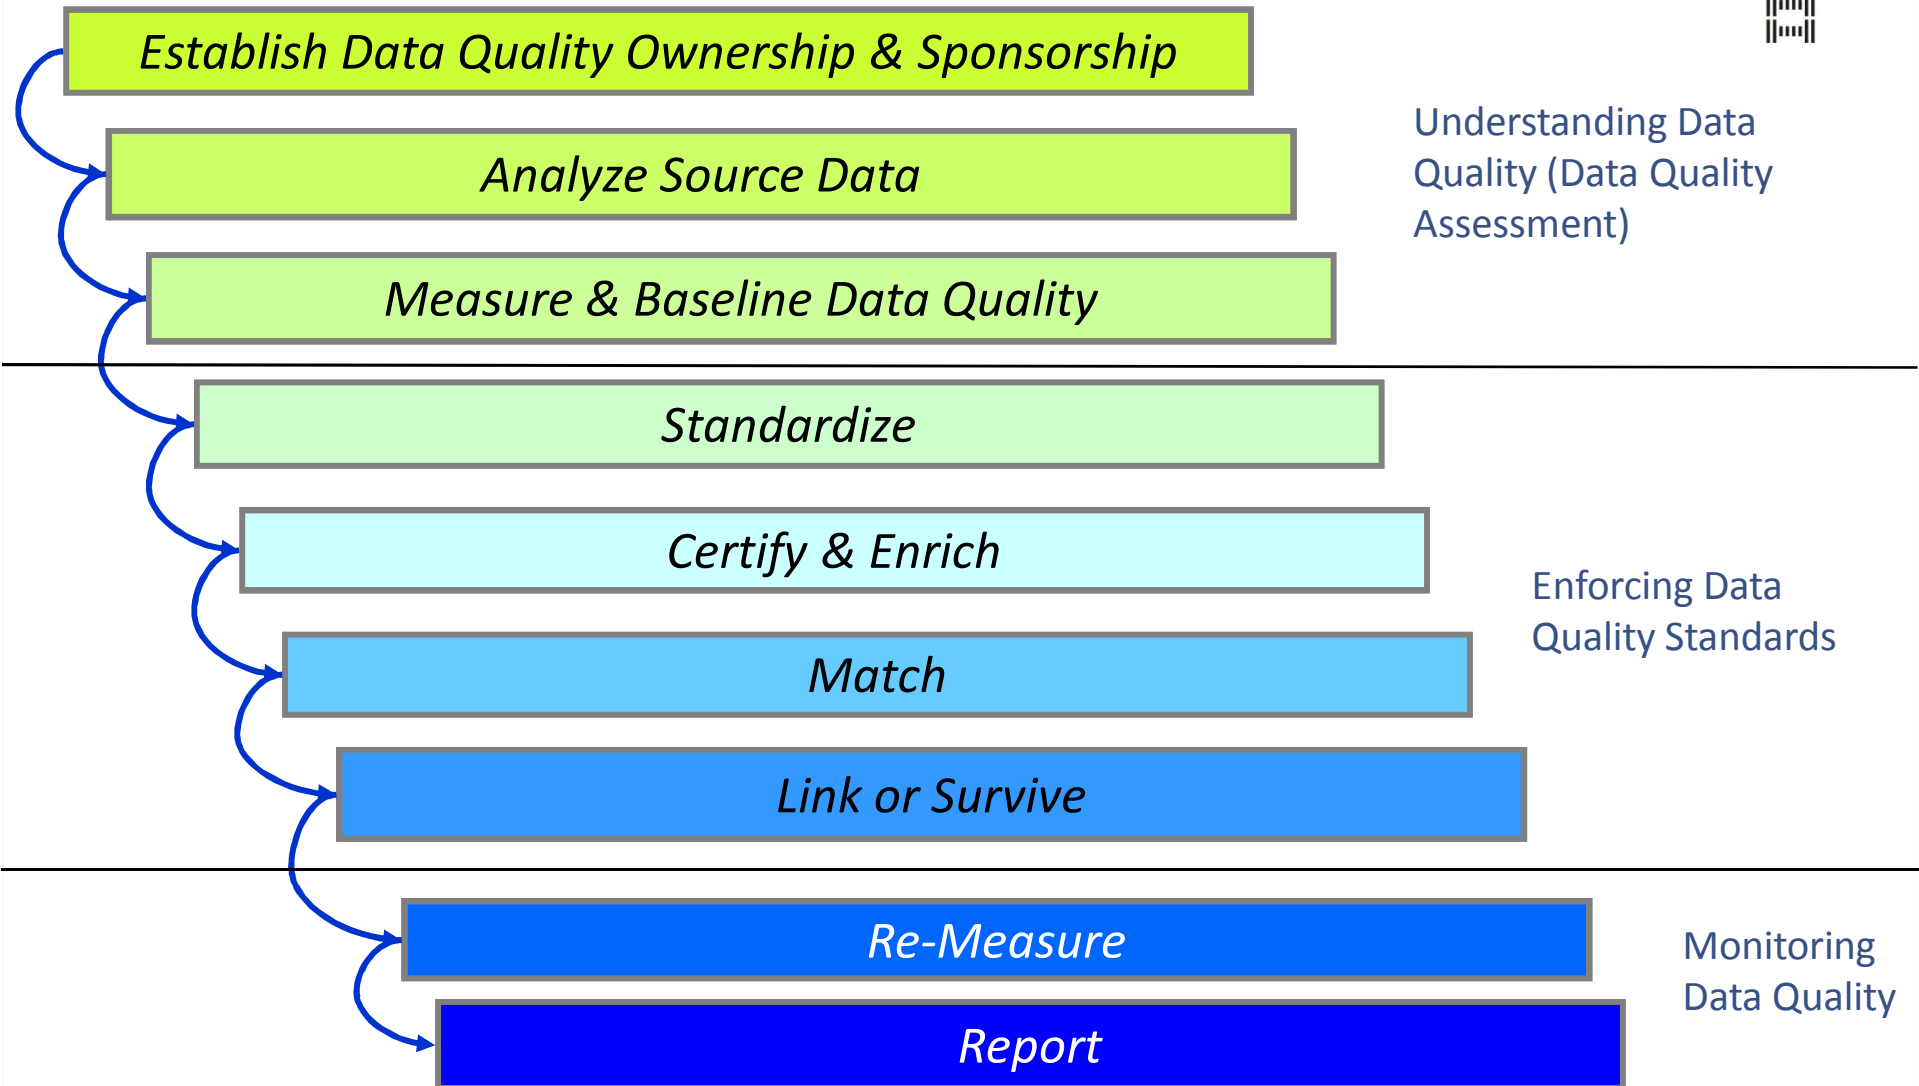 Establish Data Quality Ownership & Sponsorship
Analyze Source Data
Measure & Baseline Data Quality
Understanding Data
Quality (Data Quality
Assessment)
Standardize
Certify & Enrich
Match
Link or Survive
Enforcing Data
Quality Standards
Re-Measure
Report
Monitoring
Data Quality